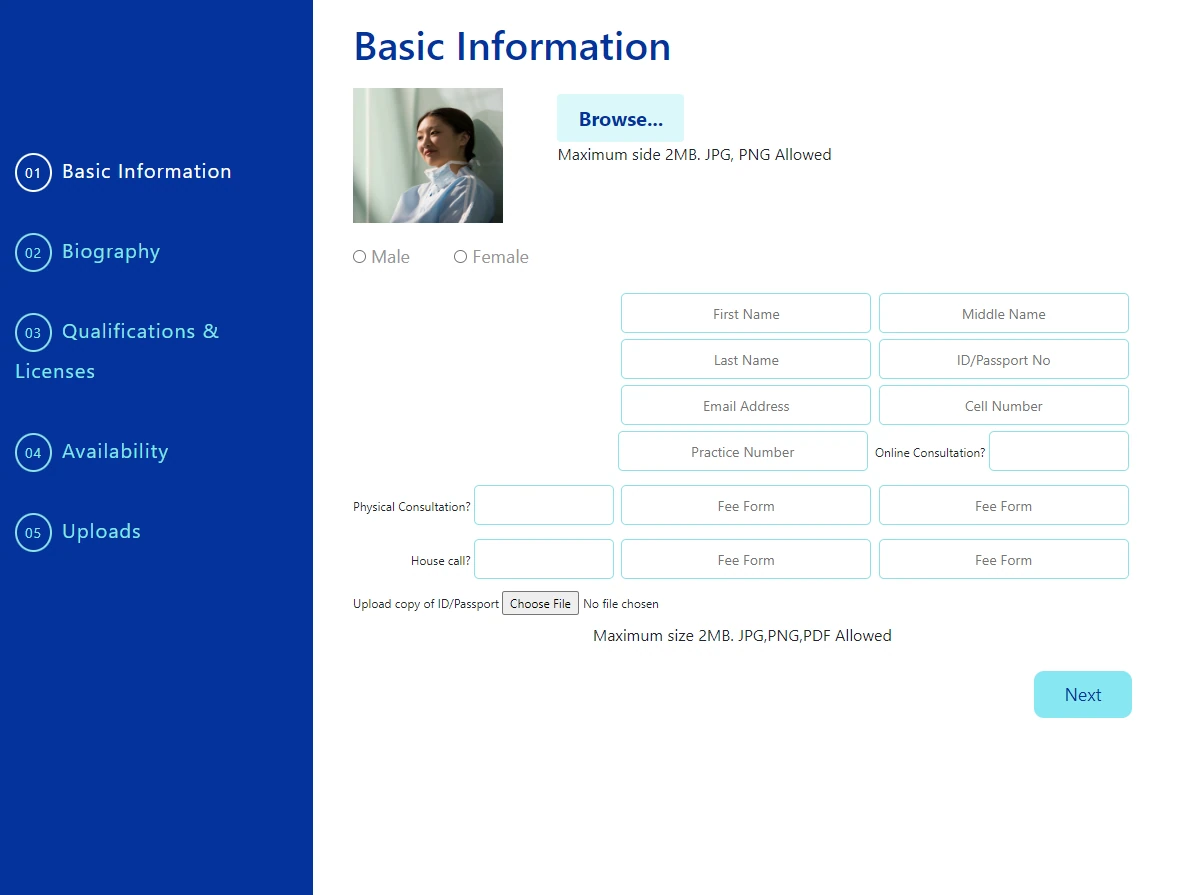 01 Basic Information
02 Biography
03 Qualifications &
Licenses
04 Availability
05 Uploads
Basic Information
Browse...
Maximum side 2MB. JPG, PNG Allowed
Male Female
First Name Middle Name
Last Name ID/Passport No
Email Address Cell Number
Practice Number Online Consultation?
Physical Consultation? Fee Form Fee Form
House call? Fee Form Fee Form
Upload copy of ID/Passport Choose File No file chosen
Maximum size 2MB. JPG,PNG,PDF Allowed
Next